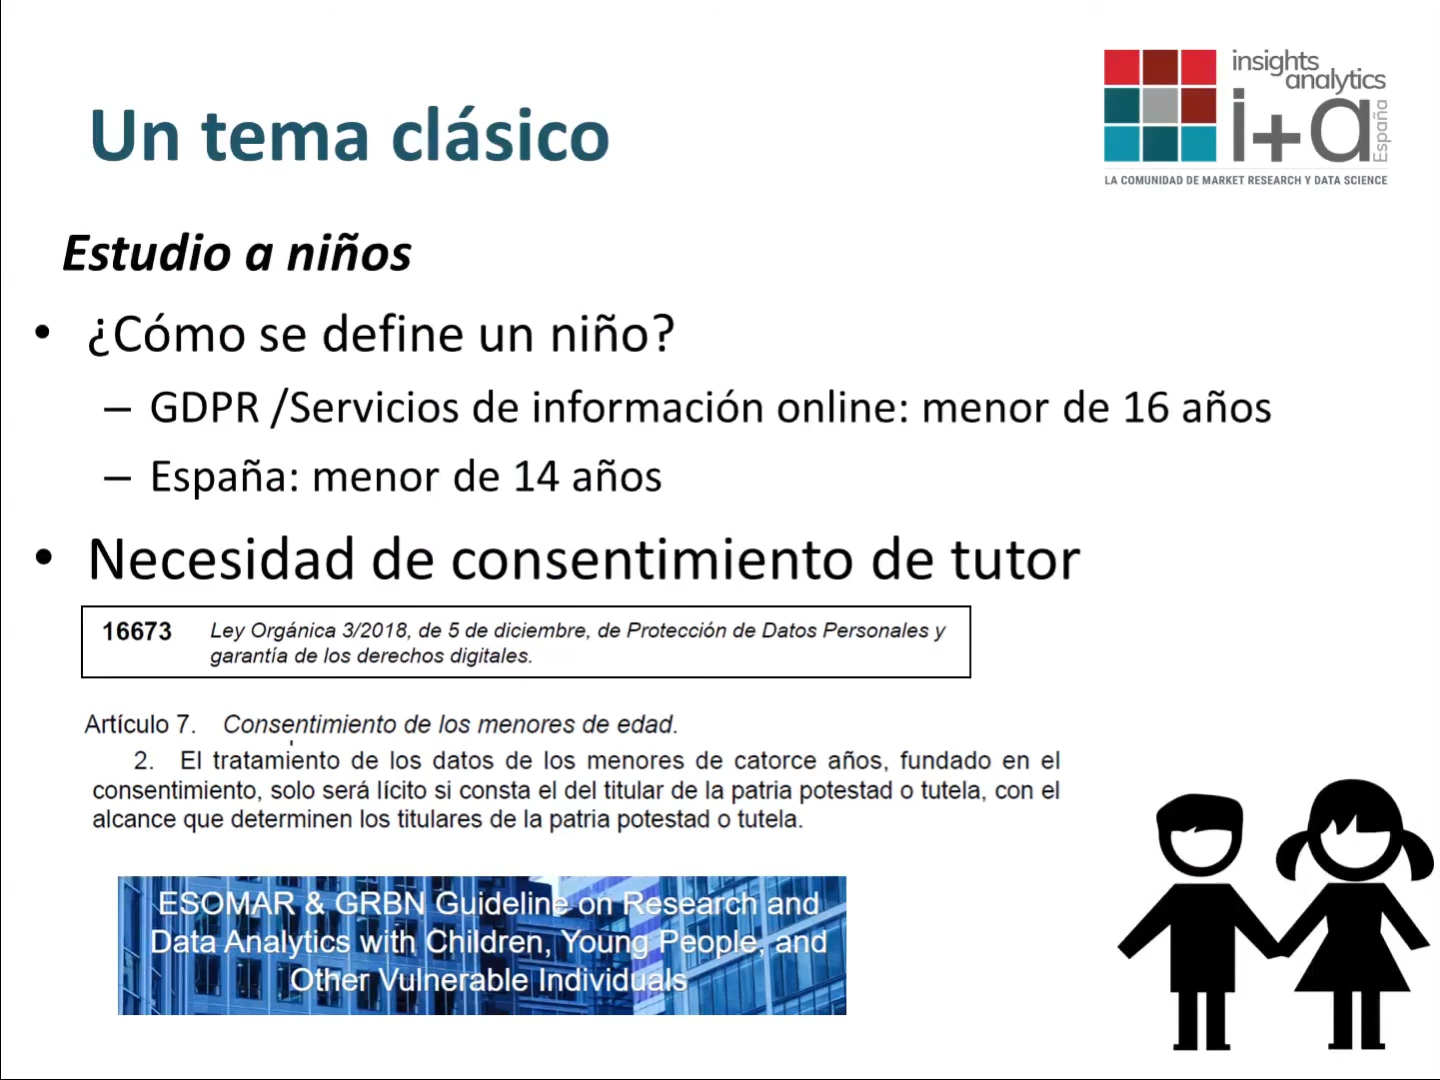 insights
analytics
i+a
España
LA COMUNIDAD DE MARKET RESEARCH Y DATA SCIENCE
Un tema clásico
Estudio a niños
• ¿Cómo se define un niño?
– GDPR /Servicios de información online: menor de 16 años
– España: menor de 14 años
• Necesidad de consentimiento de tutor
16673 Ley Orgánica 3/2018, de 5 de diciembre, de Protección de Datos Personales y
garantía de los derechos digitales.
Artículo 7. Consentimiento de los menores de edad.
2. El tratamiento de los datos de los menores de catorce años, fundado en el
consentimiento, solo será lícito si consta el del titular de la patria potestad o tutela, con el
alcance que determinen los titulares de la patria potestad o tutela.
ESOMAR & GRBN Guideline on Research and
Data Analytics with Children, Young People, and
Other Vulnerable Individuals